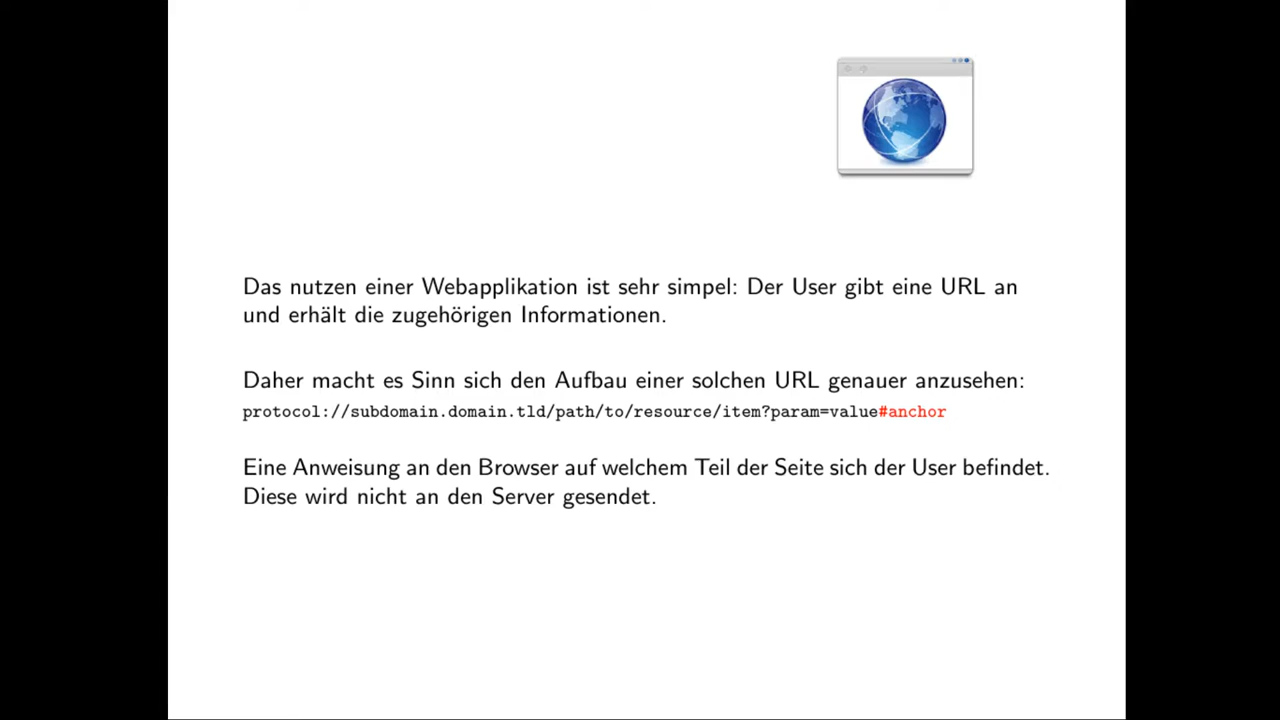 Das nutzen einer Webapplikation ist sehr simpel: Der User gibt eine URL an
und erhält die zugehörigen Informationen.
Daher macht es Sinn sich den Aufbau einer solchen URL genauer anzusehen:
protocol://subdomain.domain.tld/path/to/resource/item?param=value#anchor
Eine Anweisung an den Browser auf welchem Teil der Seite sich der User befindet.
Diese wird nicht an den Server gesendet.